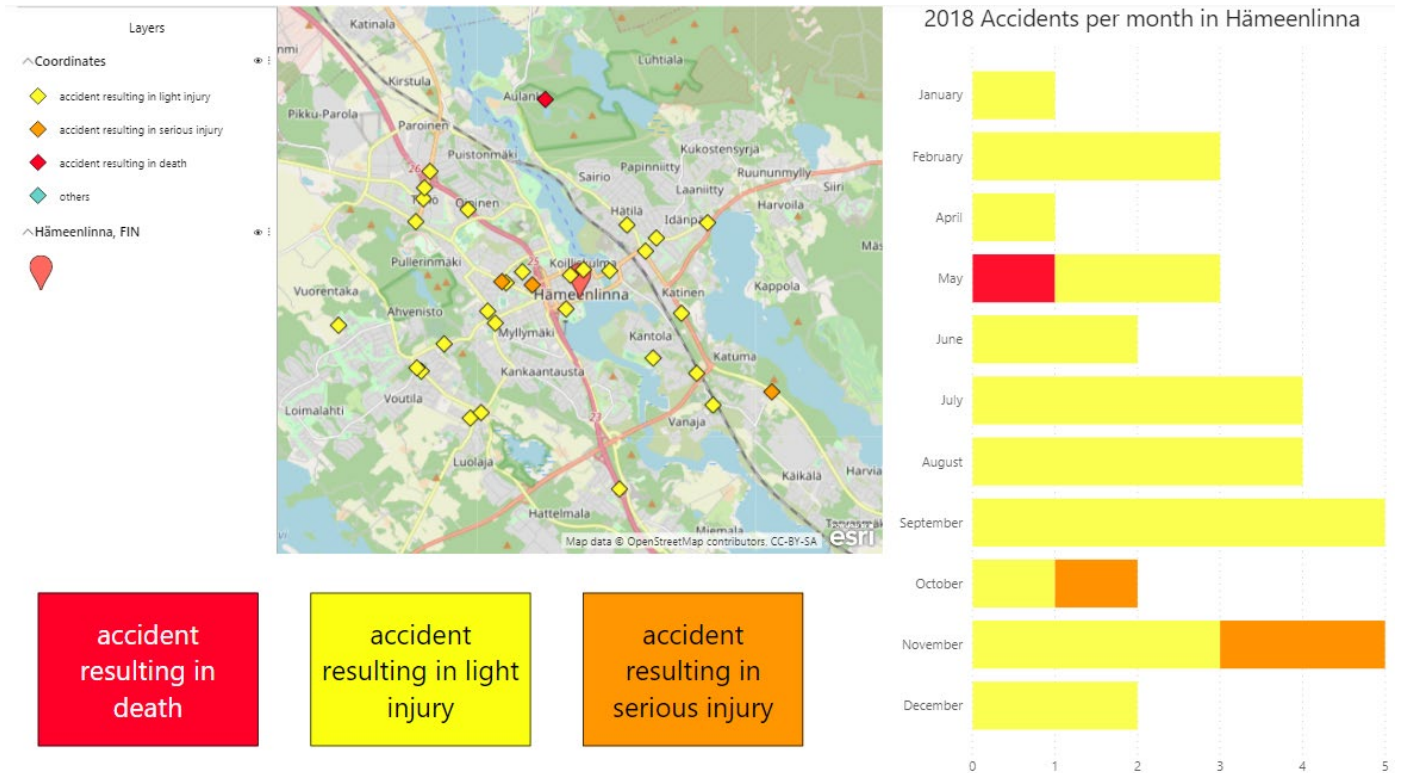 Layers
Coordinates
accident resulting in light injury
accident resulting in serious injury
accident resulting in death
others
Hämeenlinna, FIN
Katinala
Luhtiala
Kirstula
Pikku-Parola
Paroinen
Puistonmäki
Kukostensyrjä
Papinniitty
Ruununmylly
Sairio
Laaniitty
Siiri
Harvoila
Hätilä
Pullerinmäki
25
Vuorentaka
Hämeenlinna
Katinen
Kappola
Ahvenisto
Myllymäki
Kantola
Katuma
Kankaantausta
Voutila
Loimalahti
23
Vanaja
Luolaja
Käikälä
Harvia
Hattelmala
Miemala
Map data © OpenStreetMap contributors, CC-BY-SA
esri
2018 Accidents per month in Hämeenlinna
January
February
April
May
June
July
August
September
October
November
December
0 1 2 3 4 5
accident
resulting in
death
accident
resulting in light
injury
accident
resulting in
serious injury